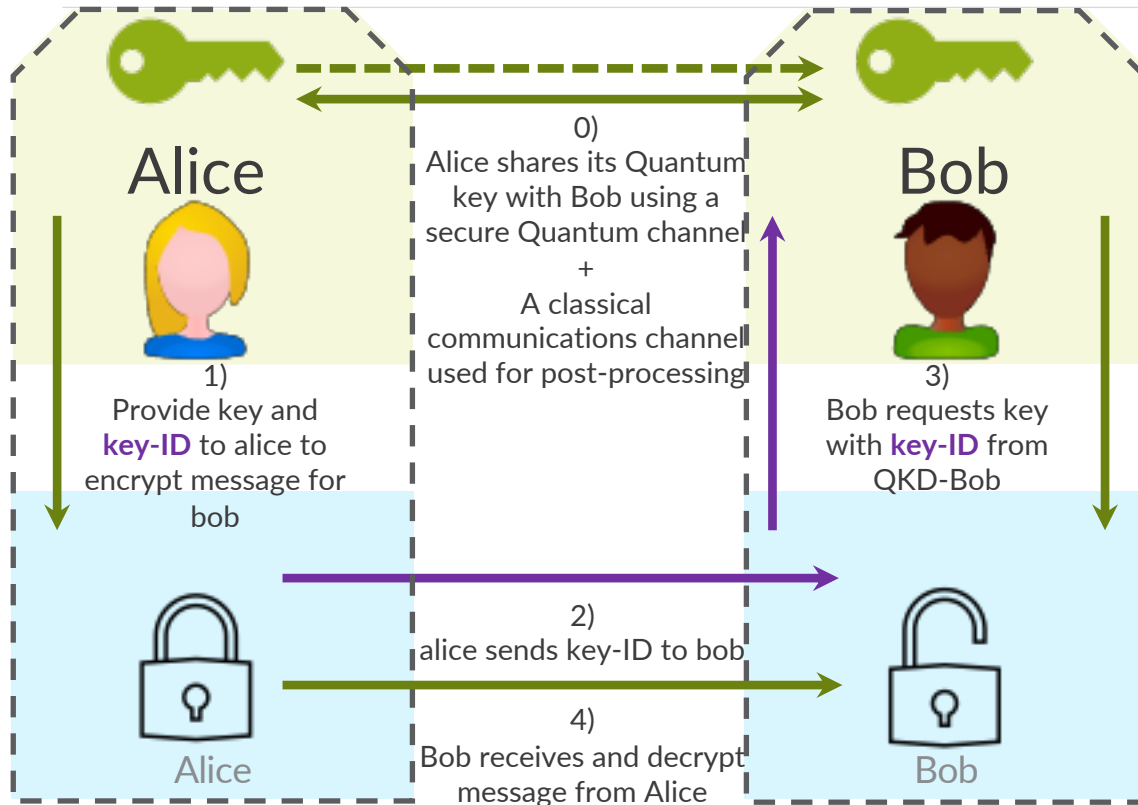 0)
Alice
Bob
Alice shares its Quantum
key with Bob using a
secure Quantum channel
+
A classical
communications channel
used for post-processing
1)
Provide key and
key-ID to alice to
encrypt message for
bob
3)
Bob requests key
with key-ID from
QKD-Bob
2)
alice sends key-ID to bob
4)
Bob receives and decrypt
message from Alice
Alice
Bob